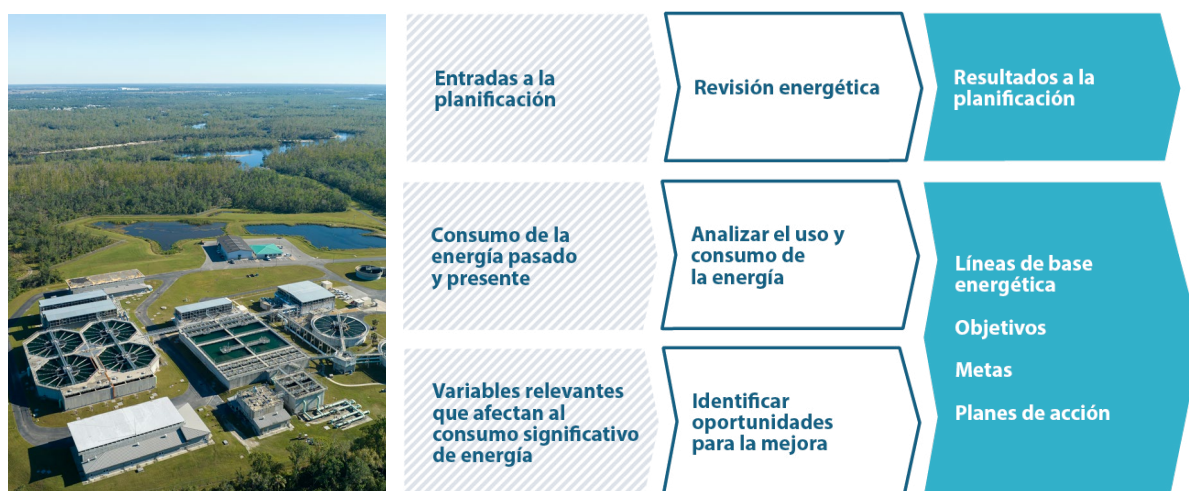 Entradas a la
planificación
Revisión energética
Resultados a la
planificación
Consumo de la
energía pasado
y presente
Analizar el uso y
consumo de
la energía
Líneas de base
energética
Objetivos
Metas
Planes de acción
Variables relevantes
que afectan al
consumo significativo
de energía
Identificar
oportunidades
para la mejora